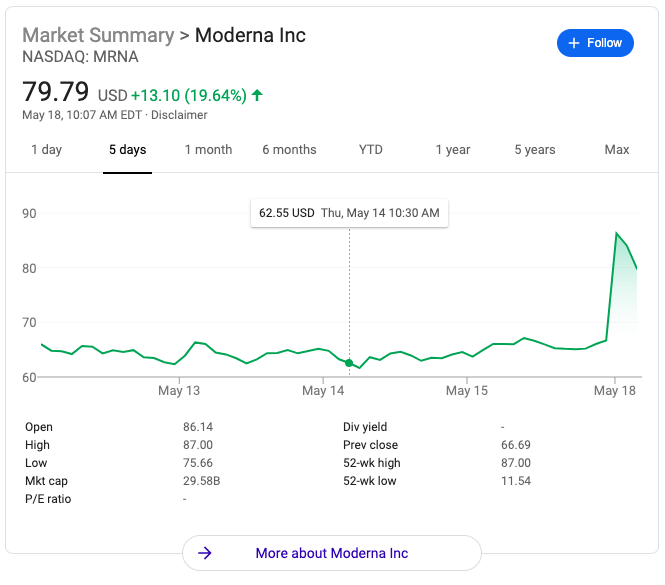 Market Summary > Moderna Inc
NASDAQ: MRNA
+ Follow
79.79 USD +13.10 (19.64%) ↑
May 18, 10:07 AM EDT · Disclaimer
1 day 5 days 1 month 6 months YTD 1 year 5 years Max
62.55 USD Thu, May 14 10:30 AM
90
80
70
60
May 13 May 14 May 15 May 18
Open 86.14 Div yield -
High 87.00 Prev close 66.69
Low 75.66 52-wk high 87.00
Mkt cap 29.58B 52-wk low 11.54
P/E ratio -
→ More about Moderna Inc